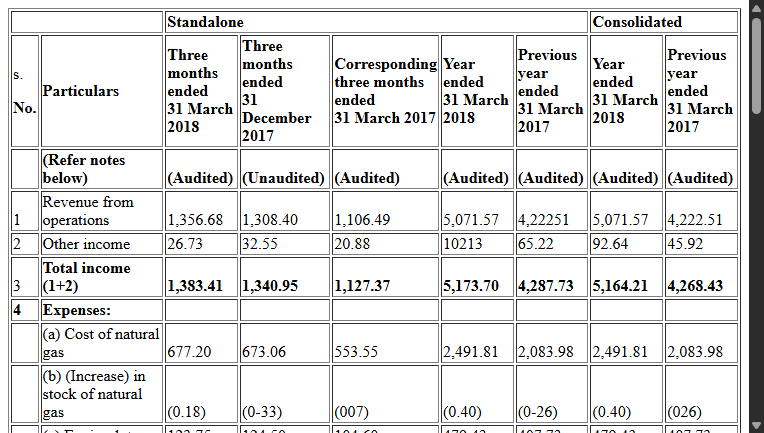 Standalone Consolidated
s. No. Particulars Three months ended 31 March 2018 Three months ended 31 December 2017 Corresponding three months ended 31 March 2017 Year ended 31 March 2018 Previous year ended 31 March 2017 Year ended 31 March 2018 Previous year ended 31 March 2017
(Refer notes below) (Audited) (Unaudited) (Audited) (Audited) (Audited) (Audited) (Audited)
1 Revenue from operations 1,356.68 1,308.40 1,106.49 5,071.57 4,22251 5,071.57 4,222.51
2 Other income 26.73 32.55 20.88 10213 65.22 92.64 45.92
3 Total income (1+2) 1,383.41 1,340.95 1,127.37 5,173.70 4,287.73 5,164.21 4,268.43
4 Expenses:
(a) Cost of natural gas 677.20 673.06 553.55 2,491.81 2,083.98 2,491.81 2,083.98
(b) (Increase) in stock of natural gas (0.18) (0-33) (007) (0.40) (0-26) (0.40) (026)